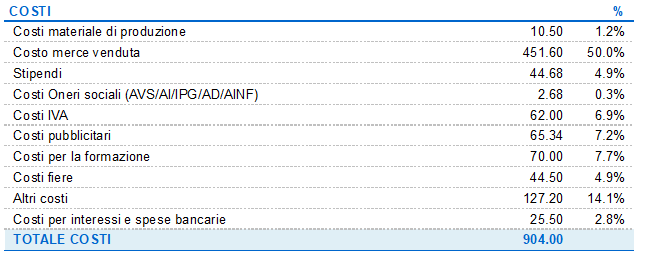 COSTI %
Costi materiale di produzione 10.50 1.2%
Costo merce venduta 451.60 50.0%
Stipendi 44.68 4.9%
Costi Oneri sociali (AVS/AI/IPG/AD/AINF) 2.68 0.3%
Costi IVA 62.00 6.9%
Costi pubblicitari 65.34 7.2%
Costi per la formazione 70.00 7.7%
Costi fiere 44.50 4.9%
Altri costi 127.20 14.1%
Costi per interessi e spese bancarie 25.50 2.8%
TOTALE COSTI 904.00